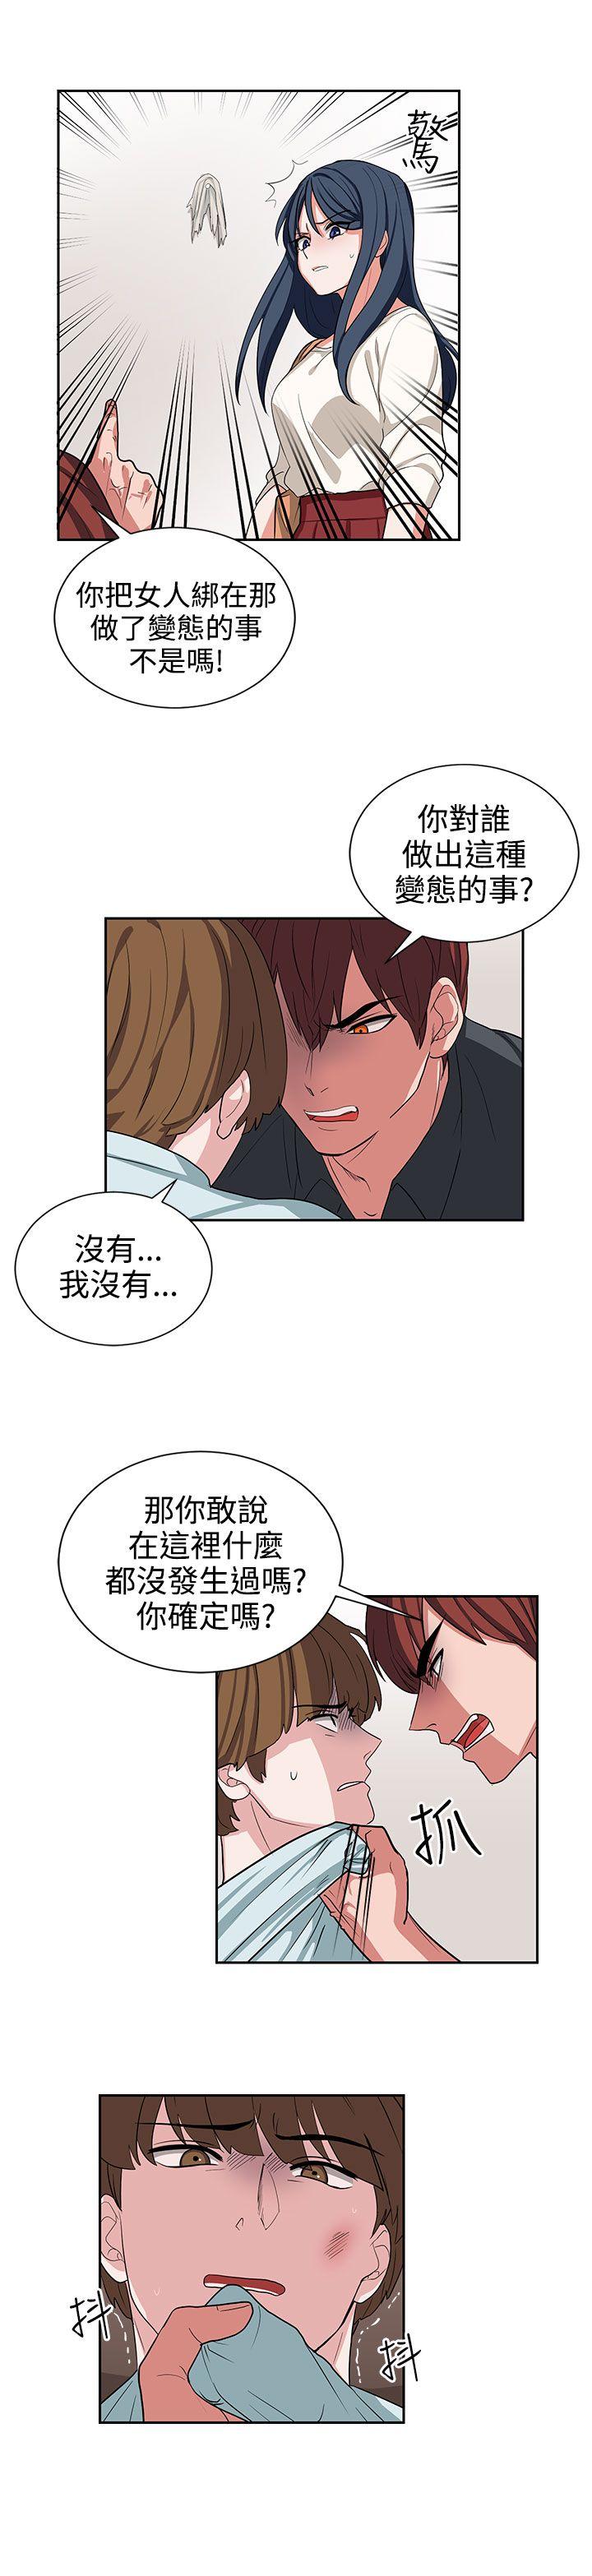 驚
你把女人綁在那
做了變態的事
不是嗎!
你對誰
做出這種
變態的事?
沒有...
我沒有...
那你敢說
在這裡什麼
都沒發生過嗎?
你確定嗎?
抓
抖
抖